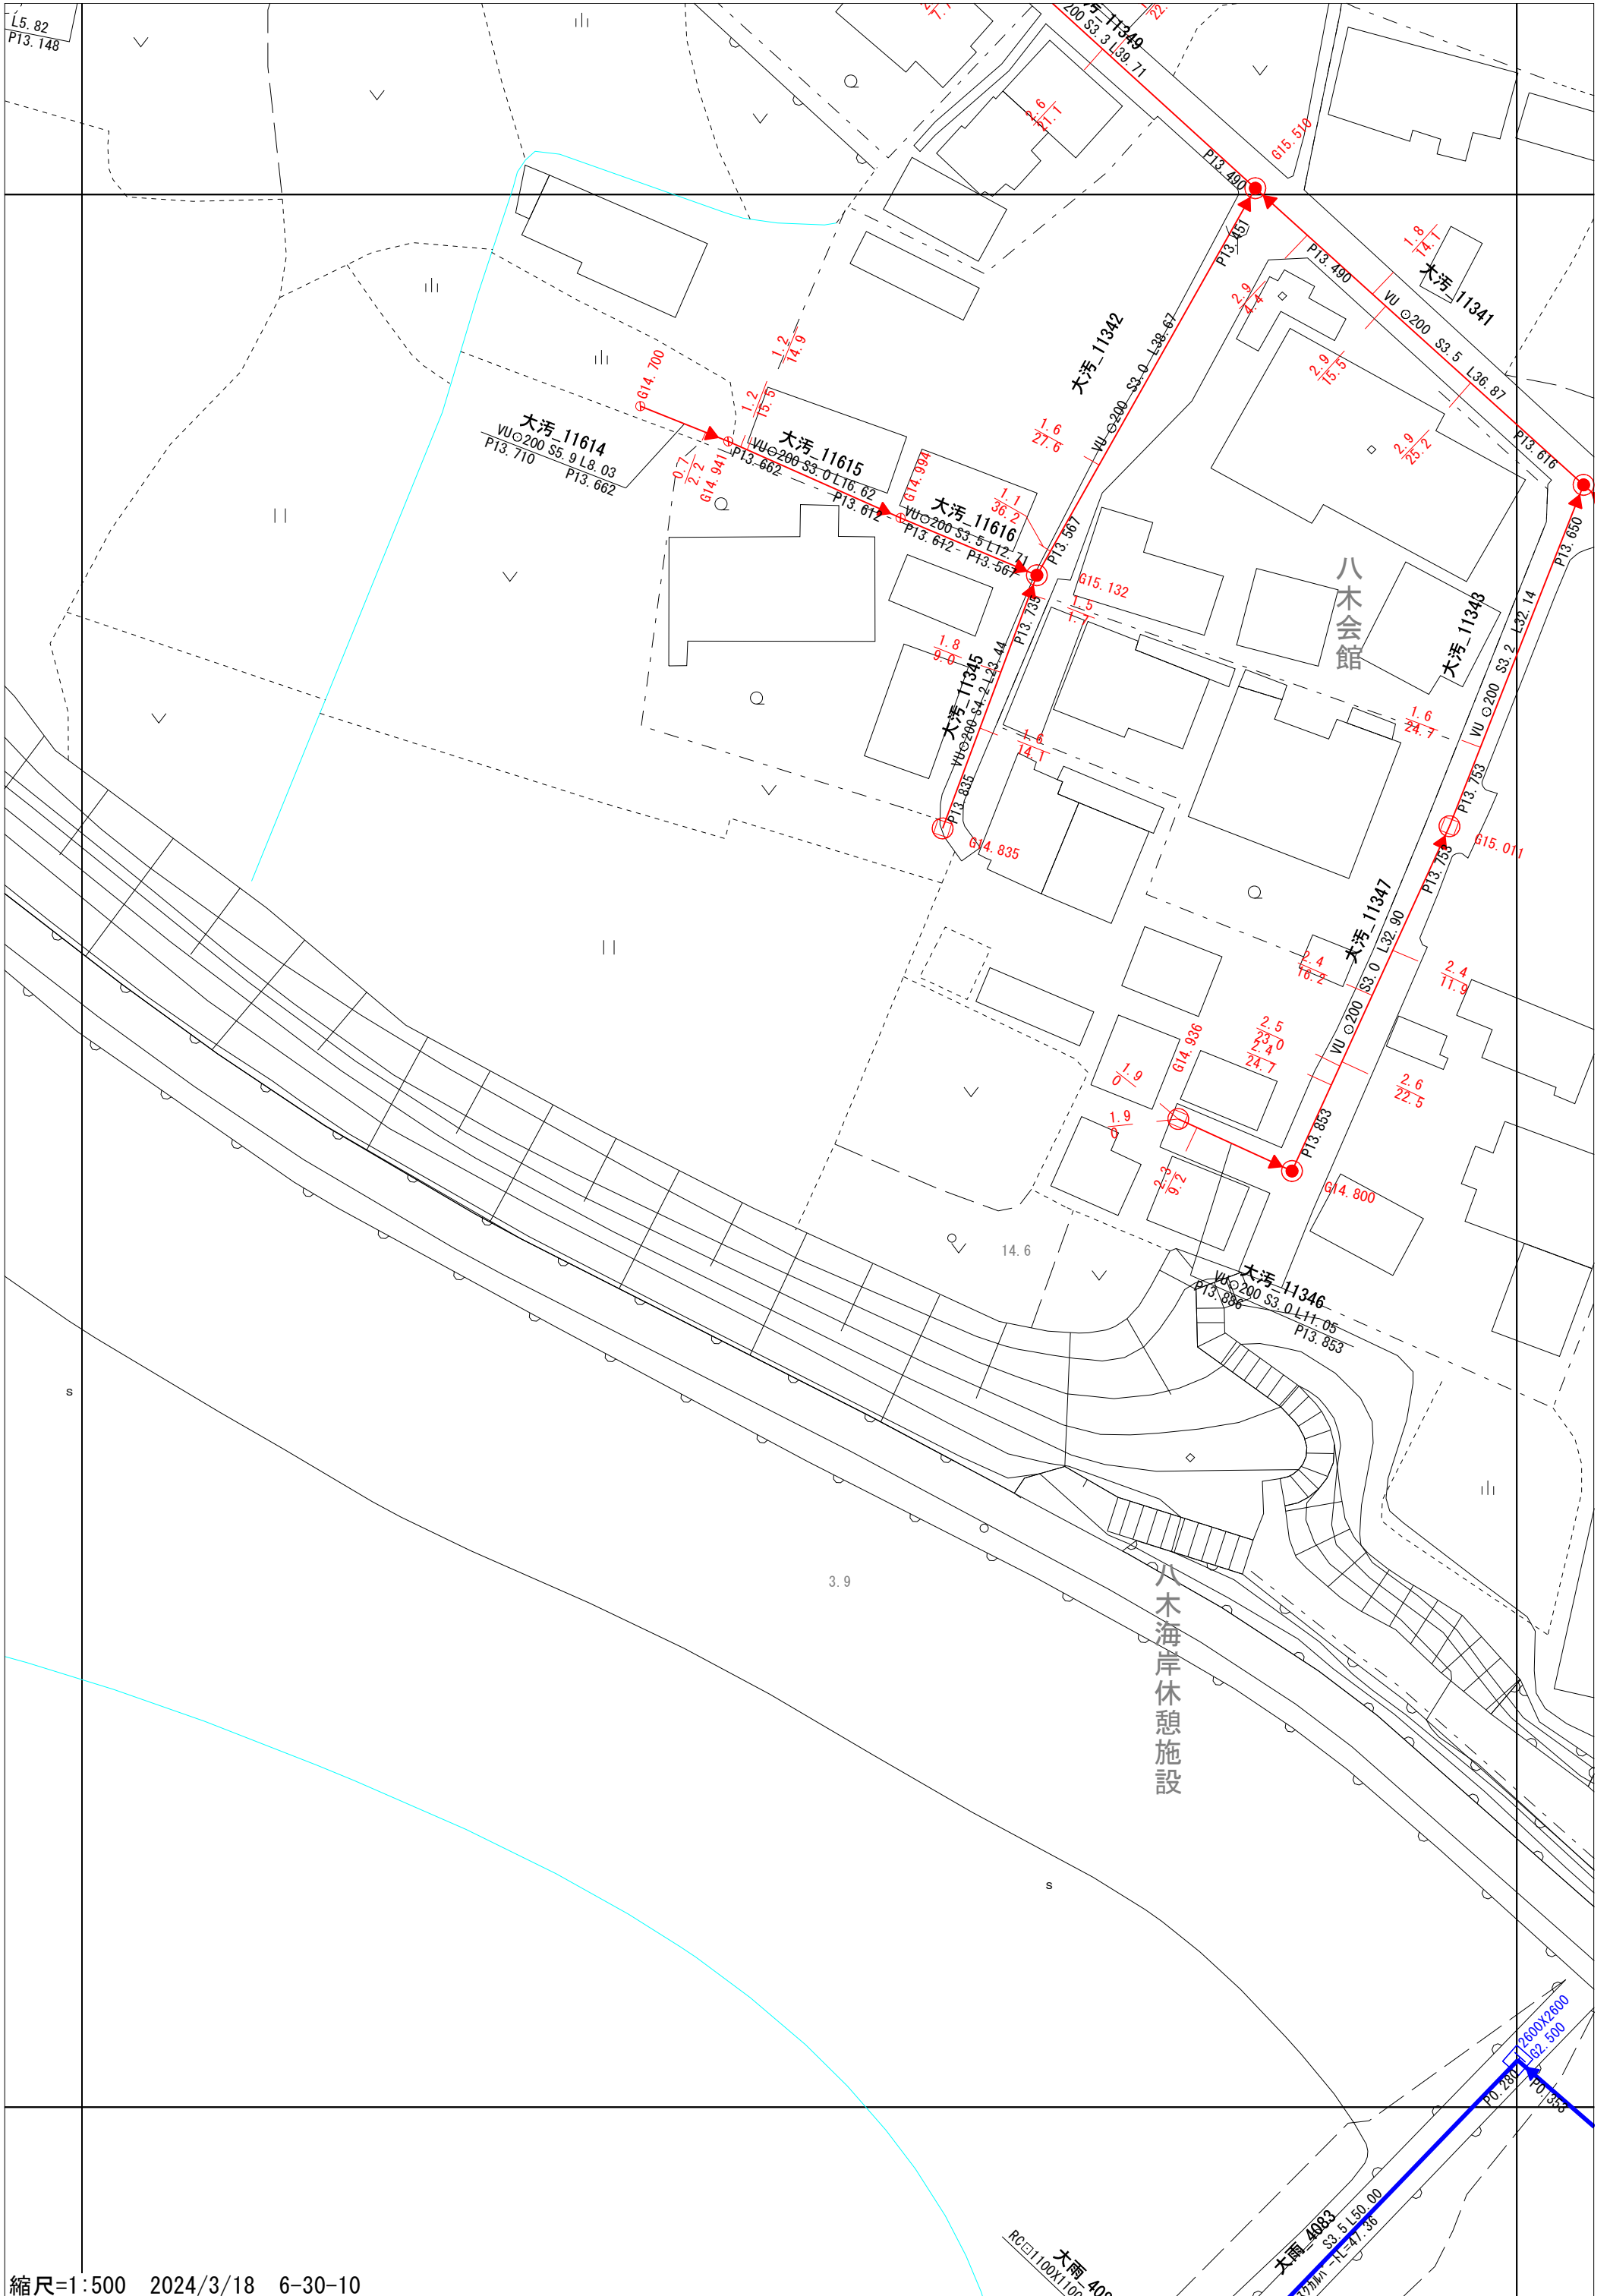 L5.82
P13.148
大汚_11349
200 S3.3 L39.71
2.6
21.1
G15.510
P13.490
P13.451
P13.490
1.8
14.1
大汚_11341
VU ⊙200 S3.5 L36.87
P13.616
2.9
4.4
2.9
15.5
2.9
25.2
大汚_11342
VU ⊙200 S3.0 L38.67
1.6
27.6
P13.567
1.1
36.2
1.2
14.9
1.2
15.5
G14.700
大汚_11614
VU⊙200 S5.9 L8.03
P13.710
P13.662
0.7
2.2
G14.941
大汚_11615
VU⊙200 S3.0 L16.62
P13.662
P13.612
G14.994
大汚_11616
VU⊙200 S3.5 L12.71
P13.612
P13.567
G15.132
1.5
1.7
P13.735
大汚_11345
VU⊙200 S4.2 L23.44
1.8
9.0
1.6
14.1
P13.835
G14.835
八木会館
P13.650
大汚_11343
VU ⊙200 S3.2 L32.14
1.6
24.7
P13.753
G15.011
P13.753
大汚_11347
VU ⊙200 S3.0 L32.90
2.4
16.2
2.4
11.9
2.5
23.0
2.4
24.7
2.6
22.5
G14.936
1.9
0
1.9
0
2.3
9.2
P13.853
G14.800
14.6
大汚_11346
VU⊙200 S3.0 L11.05
P13.886
P13.853
s
3.9
八木海岸休憩施設
s
2600X2600
G2.500
P0.280
P0.353
大雨_4083
S3.5 L50.00
L=47.36
RC□1100X1100
大雨_40
縮尺=1:500 2024/3/18 6-30-10